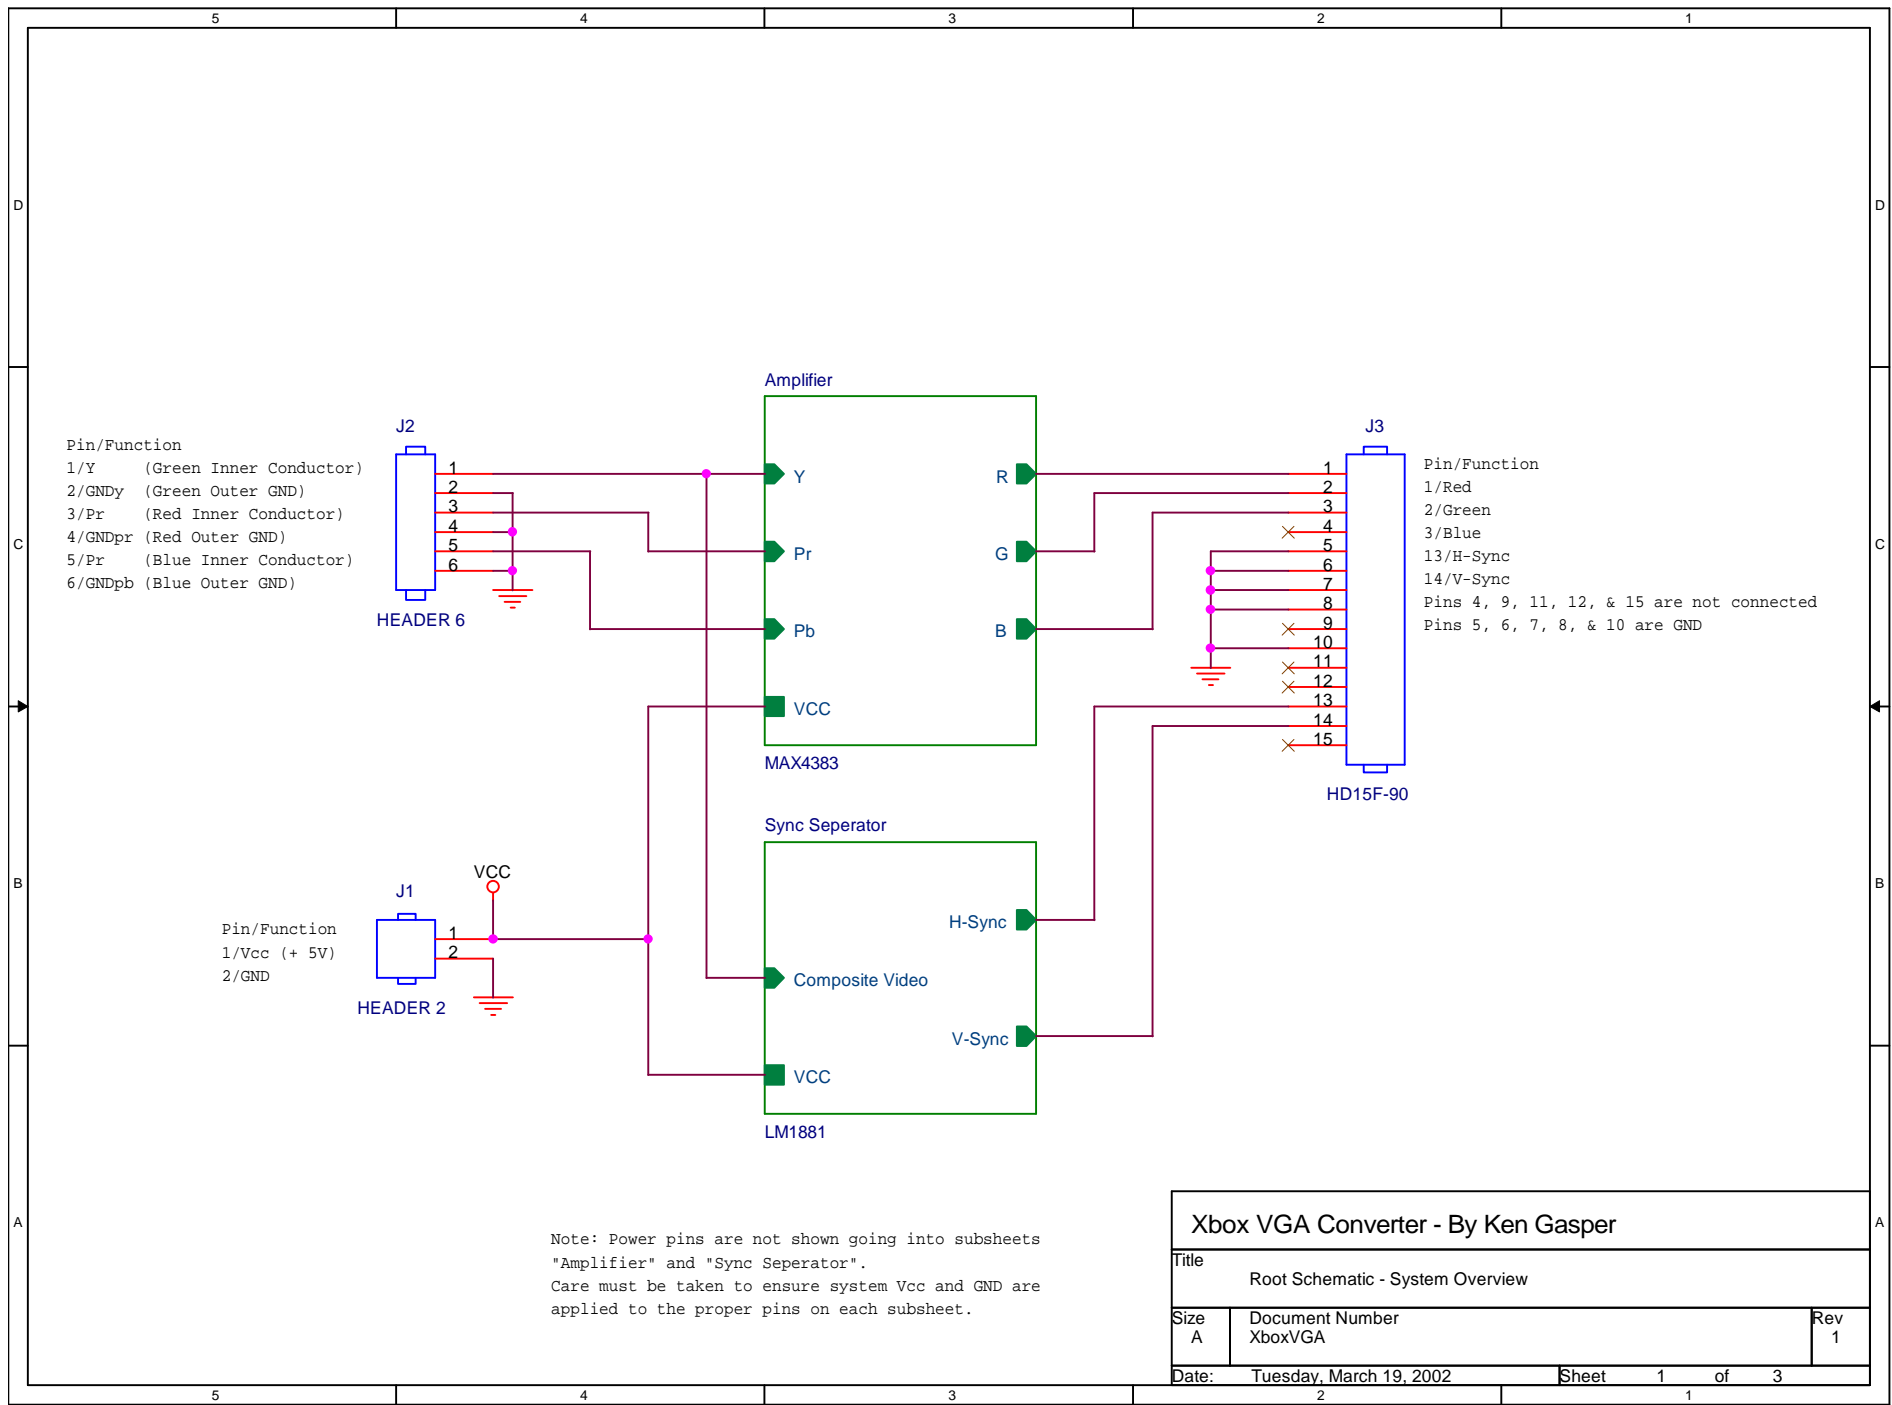 5 4 3 2 1
D D
C C
B B
A A
Amplifier
Y
Pr
Pb
VCC
R
G
B
MAX4383
J2
1
2
3
4
5
6
HEADER 6
Pin/Function
1/Y (Green Inner Conductor)
2/GNDy (Green Outer GND)
3/Pr (Red Inner Conductor)
4/GNDpr (Red Outer GND)
5/Pr (Blue Inner Conductor)
6/GNDpb (Blue Outer GND)
J3
1
2
3
4
5
6
7
8
9
10
11
12
13
14
15
HD15F-90
Pin/Function
1/Red
2/Green
3/Blue
13/H-Sync
14/V-Sync
Pins 4, 9, 11, 12, & 15 are not connected
Pins 5, 6, 7, 8, & 10 are GND
Sync Seperator
H-Sync
Composite Video
V-Sync
VCC
LM1881
VCC
J1
1
2
HEADER 2
Pin/Function
1/Vcc (+ 5V)
2/GND
Note: Power pins are not shown going into subsheets
"Amplifier" and "Sync Seperator".
Care must be taken to ensure system Vcc and GND are
applied to the proper pins on each subsheet.
Xbox VGA Converter - By Ken Gasper
Title
Root Schematic - System Overview
Size Document Number Rev
A XboxVGA 1
Date: Tuesday, March 19, 2002 Sheet 1 of 3
5 4 3 2 1